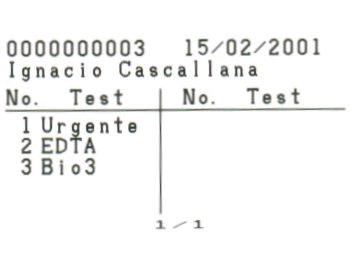 0000000003 15/02/2001
Ignacio Cascallana
No. Test No. Test
1 Urgente
2 EDTA
3 Bio3
1/1